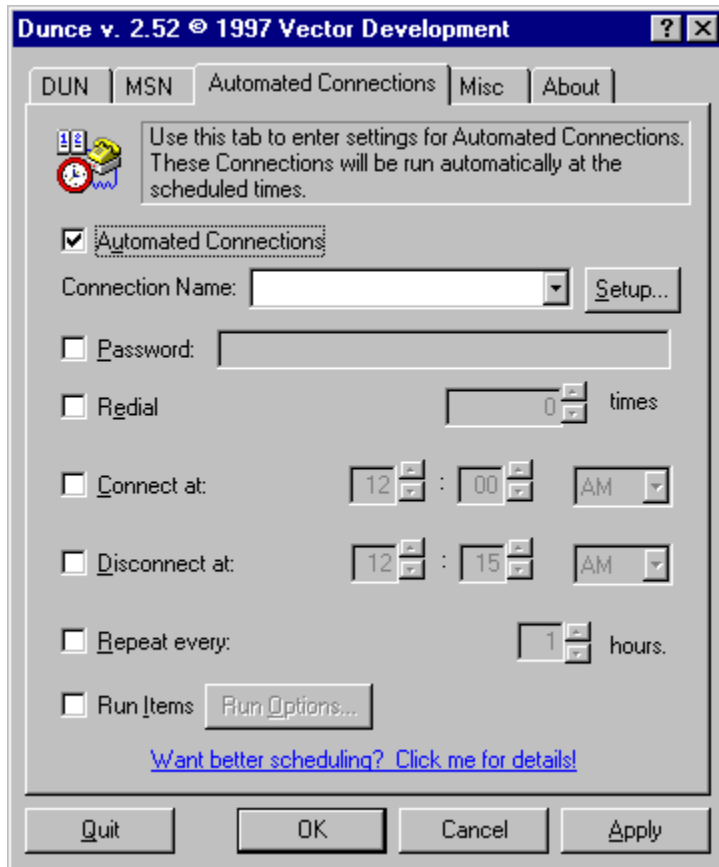 Dunce v. 2.52 © 1997 Vector Development
DUN MSN Automated Connections Misc About
Use this tab to enter settings for Automated Connections.
These Connections will be run automatically at the
scheduled times.
Automated Connections
Connection Name: Setup...
Password:
Redial 0 times
Connect at: 12 : 00 AM
Disconnect at: 12 : 15 AM
Repeat every: 1 hours.
Run Items Run Options...
Want better scheduling? Click me for details!
Quit OK Cancel Apply